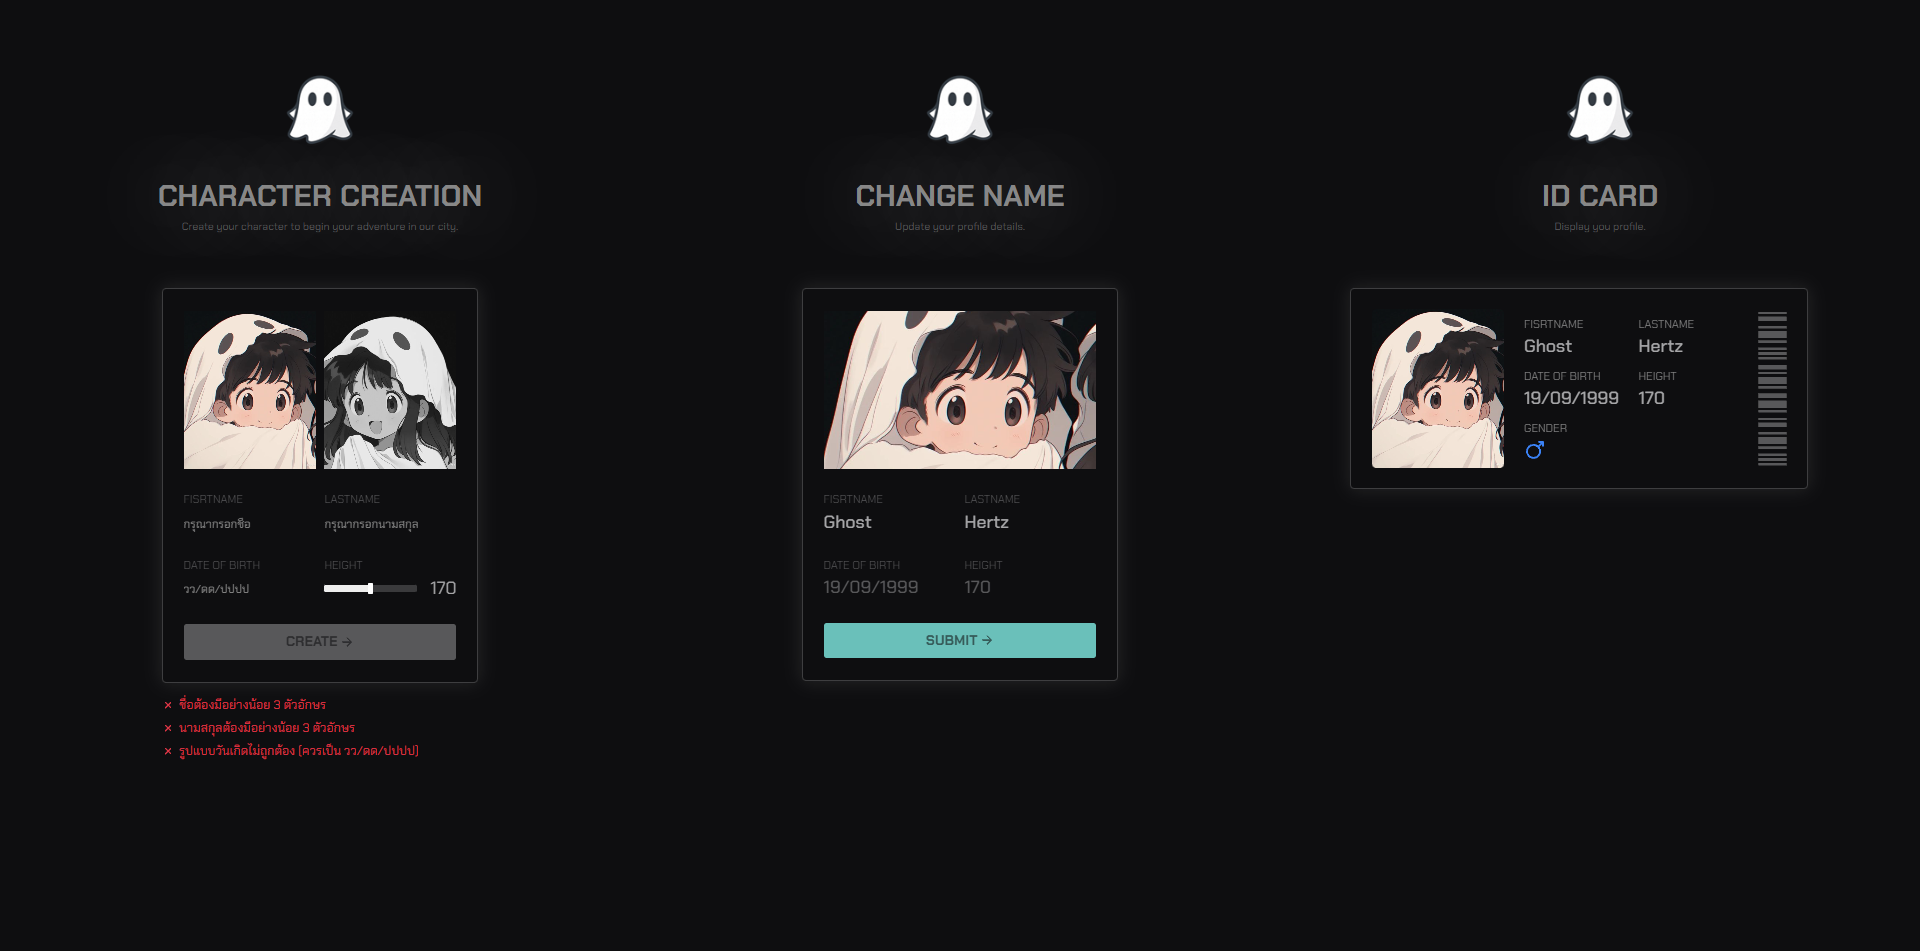 CHARACTER CREATION
Create your character to begin your adventure in our city.
FISRTNAME
LASTNAME
กรุณากรอกชื่อ
กรุณากรอกนามสกุล
DATE OF BIRTH
HEIGHT
วว/ดด/ปปปป
170
CREATE →
× ชื่อต้องมีอย่างน้อย 3 ตัวอักษร
× นามสกุลต้องมีอย่างน้อย 3 ตัวอักษร
× รูปแบบวันเกิดไม่ถูกต้อง (ควรเป็น วว/ดด/ปปปป)
CHANGE NAME
Update your profile details.
FISRTNAME
LASTNAME
Ghost
Hertz
DATE OF BIRTH
HEIGHT
19/09/1999
170
SUBMIT →
ID CARD
Display you profile.
FISRTNAME
LASTNAME
Ghost
Hertz
DATE OF BIRTH
HEIGHT
19/09/1999
170
GENDER